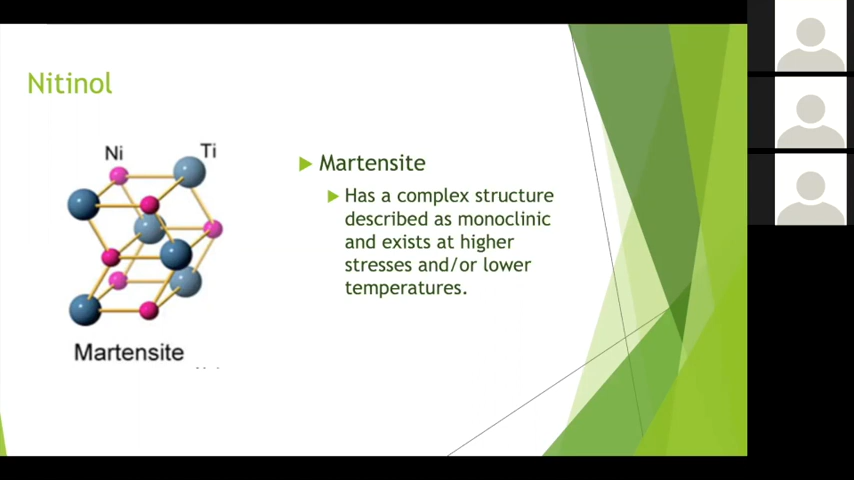 Nitinol
Ni
Ti
Martensite
Martensite
Has a complex structure
described as monoclinic
and exists at higher
stresses and/or lower
temperatures.